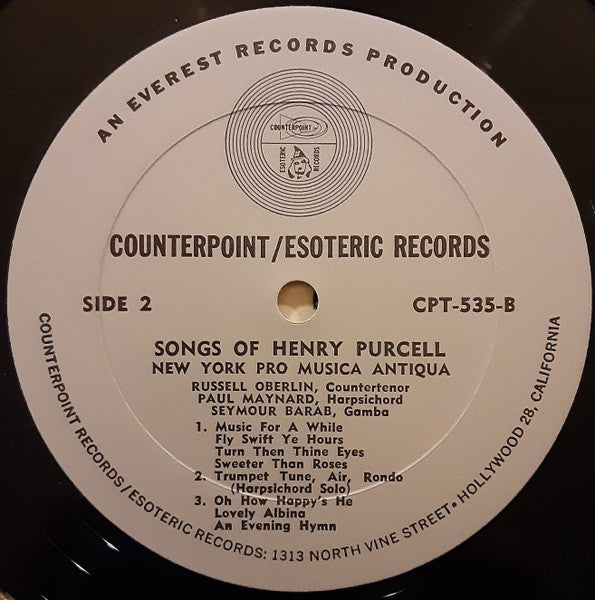 AN EVEREST RECORDS PRODUCTION
COUNTERPOINT
ESOTERIC
RECORDS
COUNTERPOINT/ESOTERIC RECORDS
SIDE 2
CPT-535-B
SONGS OF HENRY PURCELL
NEW YORK PRO MUSICA ANTIQUA
RUSSELL OBERLIN, Countertenor
PAUL MAYNARD, Harpsichord
SEYMOUR BARAB, Gamba
1. Music For A While
Fly Swift Ye Hours
Turn Then Thine Eyes
Sweeter Than Roses
2. Trumpet Tune, Air, Rondo
(Harpsichord Solo)
3. Oh How Happy's He
Lovely Albina
An Evening Hymn
COUNTERPOINT RECORDS/ESOTERIC RECORDS: 1313 NORTH VINE STREET • HOLLYWOOD 28, CALIFORNIA